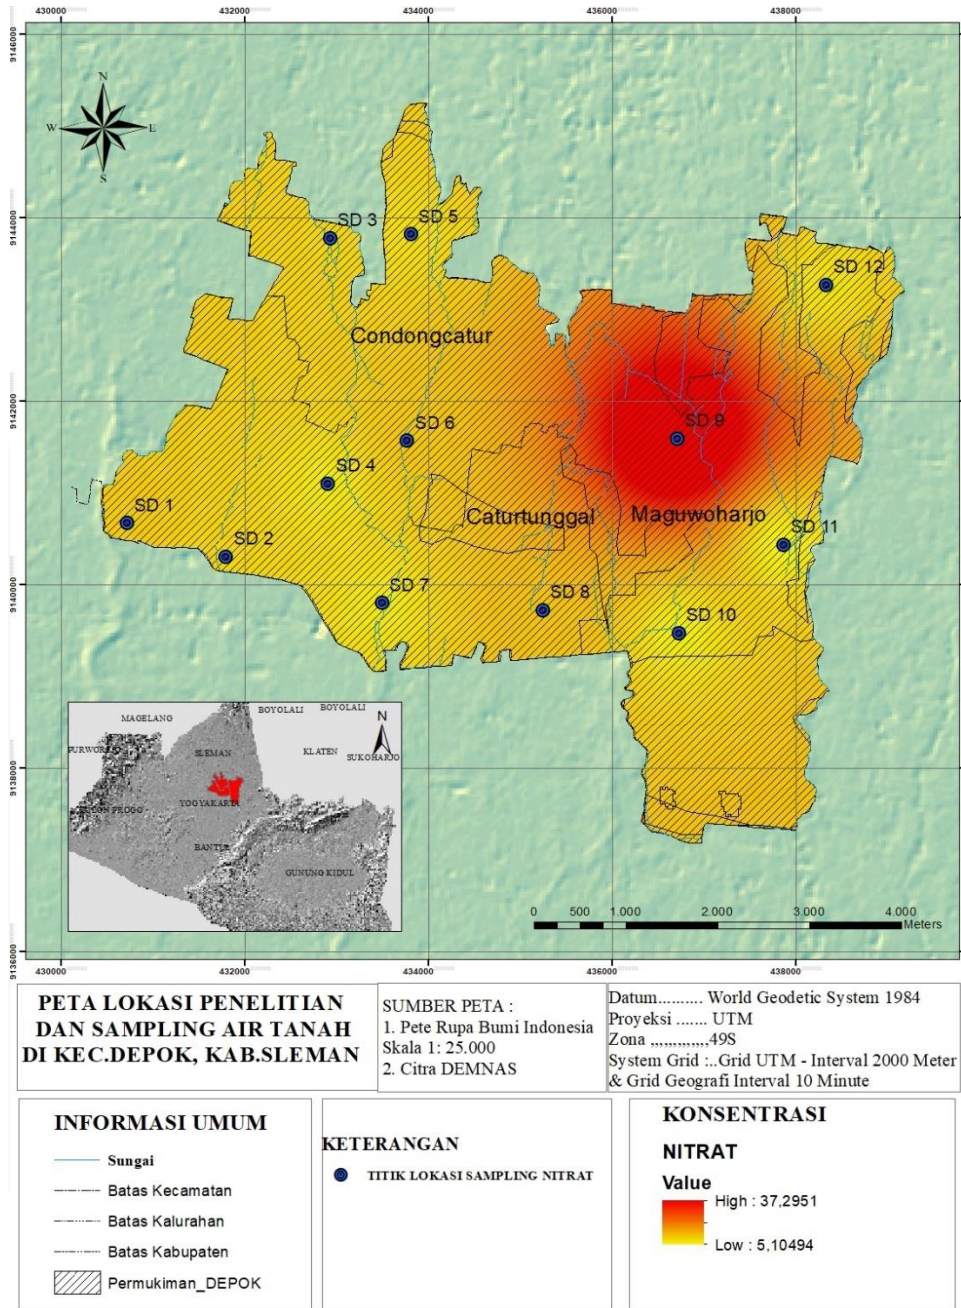 430000 432000 434000 436000 438000
9146000
9144000
9142000
9140000
9138000
9136000
N
W E
S
SD 3
SD 5
SD 12
Condongcatur
SD 6
SD 9
SD 4
SD 1
Caturtunggal
Maguwoharjo
SD 2
SD 11
SD 7
SD 8
SD 10
BOYOLALI BOYOLALI
MAGELANG
N
SLEMAN
KLATEN
SUKOHARJO
YOGYAKARTA
BANTUL
GUNUNG KIDUL
0 500 1.000 2.000 3.000 4.000
Meters
430000 432000 434000 436000 438000
PETA LOKASI PENELITIAN
DAN SAMPLING AIR TANAH
DI KEC.DEPOK, KAB.SLEMAN
SUMBER PETA :
1. Pete Rupa Bumi Indonesia
Skala 1: 25.000
2. Citra DEMNAS
Datum.......... World Geodetic System 1984
Proyeksi ....... UTM
Zona ,,,,,,,,,,,,,49S
System Grid :..Grid UTM - Interval 2000 Meter
& Grid Geografi Interval 10 Minute
INFORMASI UMUM
Sungai
Batas Kecamatan
Batas Kalurahan
Batas Kabupaten
Permukiman_DEPOK
KETERANGAN
TITIK LOKASI SAMPLING NITRAT
KONSENTRASI
NITRAT
Value
High : 37,2951
Low : 5,10494